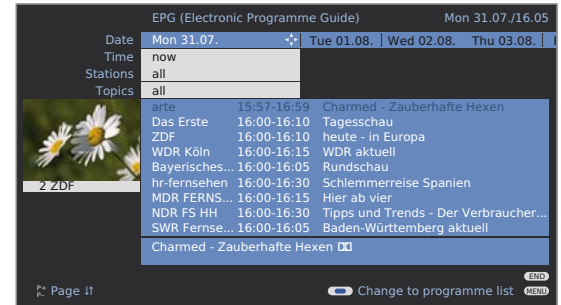 EPG (Electronic Programme Guide) Mon 31.07./16.05
Date Mon 31.07. Tue 01.08. Wed 02.08. Thu 03.08.
Time now
Stations all
Topics all
arte 15:57-16:59 Charmed - Zauberhafte Hexen
Das Erste 16:00-16:10 Tagesschau
ZDF 16:00-16:10 heute - in Europa
WDR Köln 16:00-16:15 WDR aktuell
Bayerisches... 16:00-16:05 Rundschau
hr-fernsehen 16:00-16:30 Schlemmerreise Spanien
MDR FERNS... 16:00-16:15 Hier ab vier
NDR FS HH 16:00-16:30 Tipps und Trends - Der Verbraucher...
SWR Fernse... 16:00-16:05 Baden-Württemberg aktuell
2 ZDF
Charmed - Zauberhafte Hexen
END
P+ P- Page Change to programme list MENU